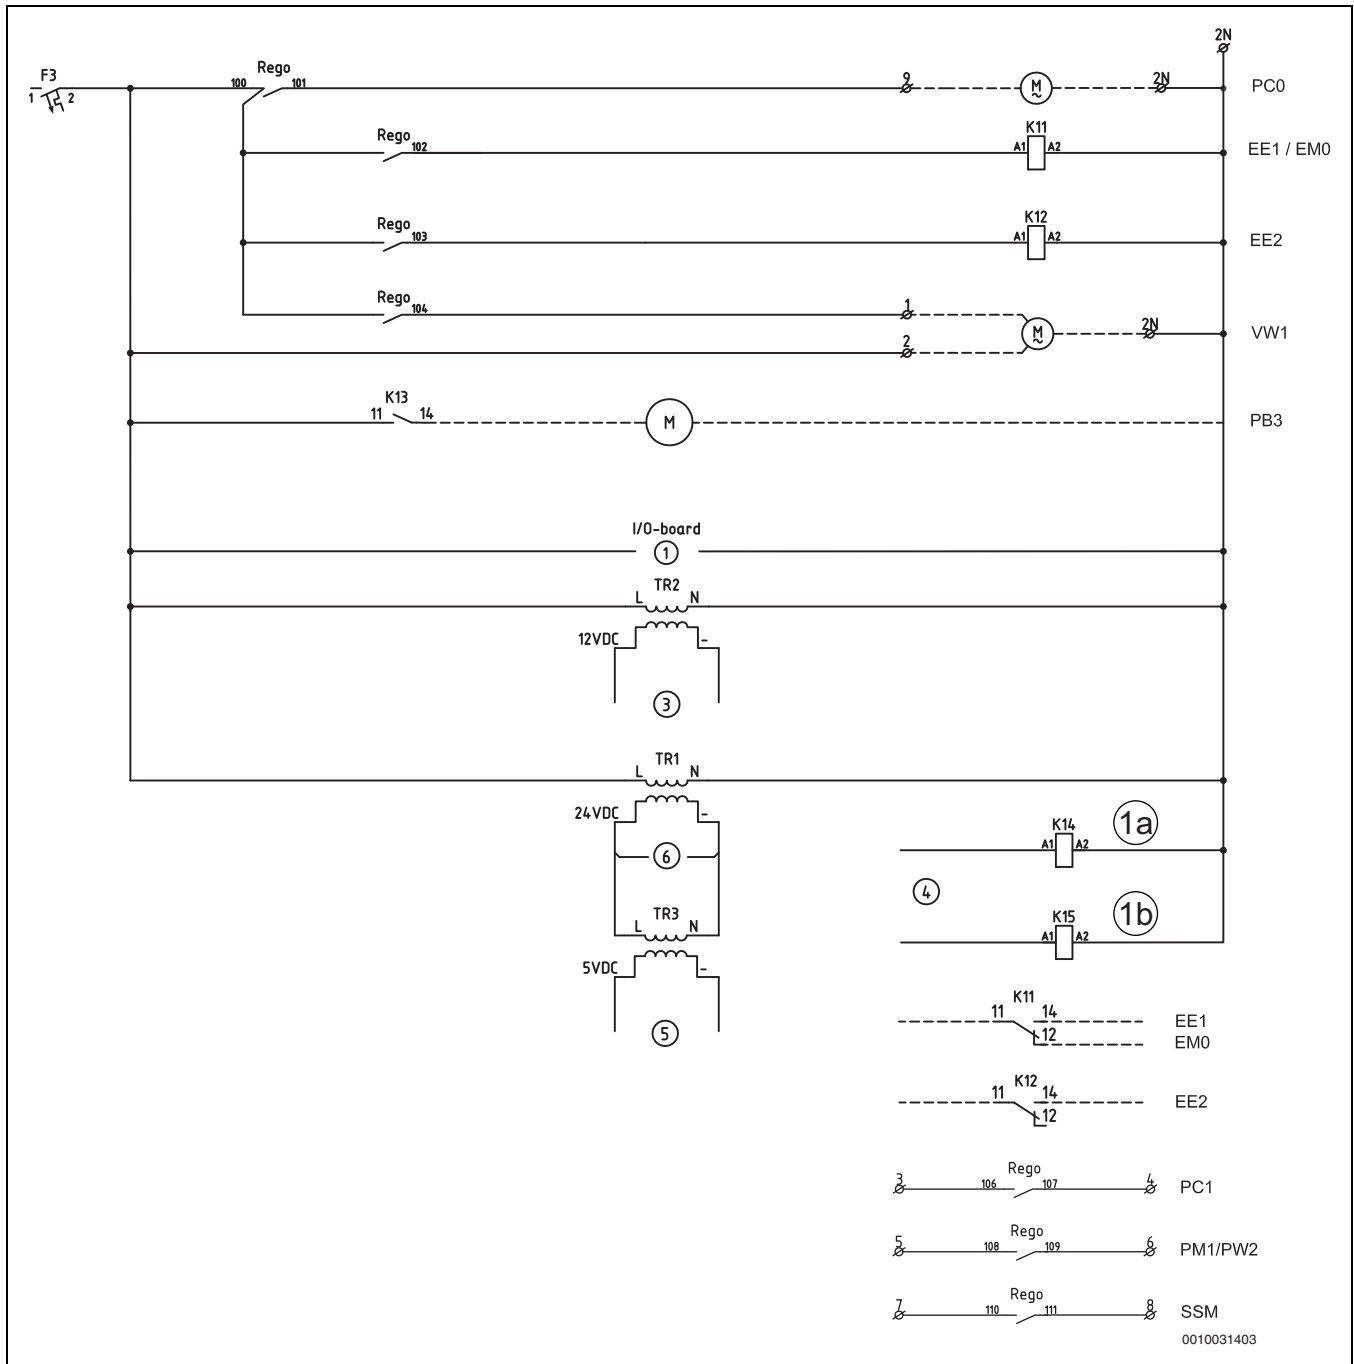 2N
F3
1 2
100 Rego 101
9
M
~
2N
PC0
Rego
102
K11
A1 A2
EE1 / EM0
Rego
103
K12
A1 A2
EE2
Rego
104
1
2
M
~
2N
VW1
K13
11 14
M
PB3
I/O-board
1
TR2
L N
12VDC -
3
TR1
L N
24VDC -
6
K14
A1 A2
1a
4
K15
A1 A2
1b
TR3
L N
5VDC -
5
K11
11 14
12
EE1
EM0
K12
11 14
12
EE2
3 106 Rego 107 4 PC1
5 108 Rego 109 6 PM1/PW2
7 110 Rego 111 8 SSM
0010031403